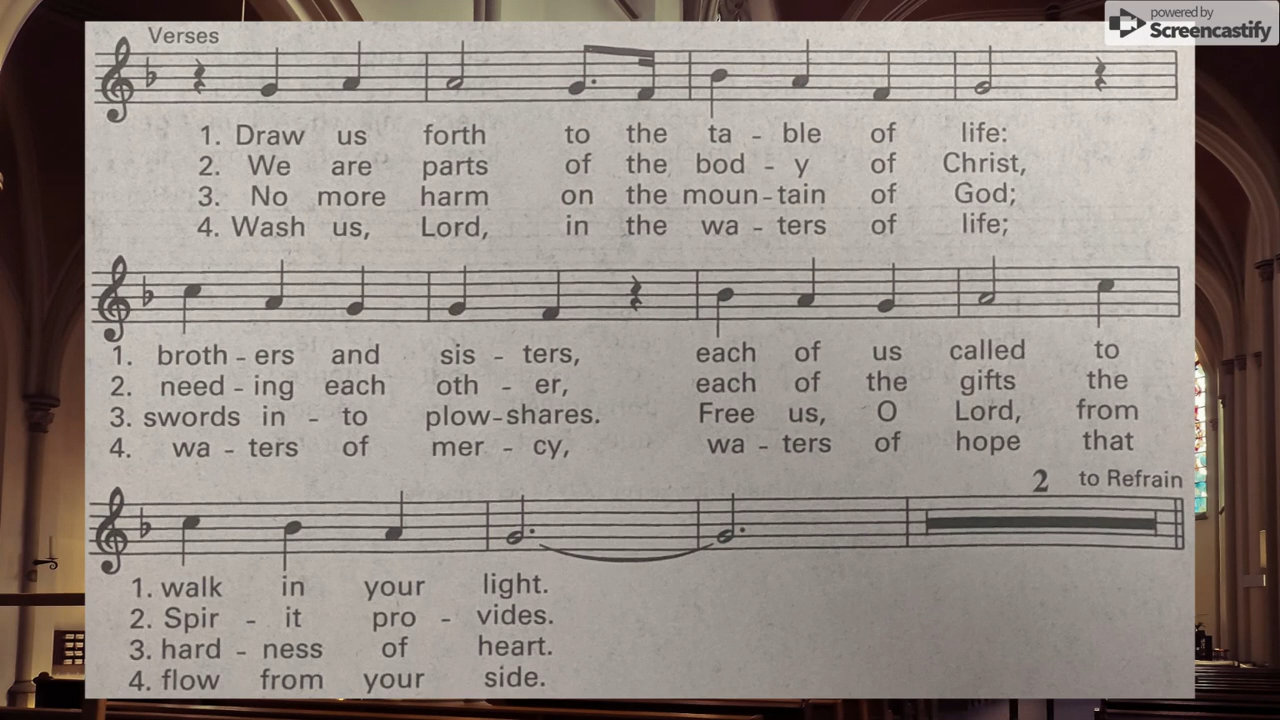 powered by
Screencastify
Verses
1. Draw us forth to the ta - ble of life:
2. We are parts of the bod - y of Christ,
3. No more harm on the moun - tain of God;
4. Wash us, Lord, in the wa - ters of life;
1. broth - ers and sis - ters, each of us called to
2. need - ing each oth - er, each of the gifts the
3. swords in - to plow - shares. Free us, O Lord, from
4. wa - ters of mer - cy, wa - ters of hope that
2 to Refrain
1. walk in your light.
2. Spir - it pro - vides.
3. hard - ness of heart.
4. flow from your side.